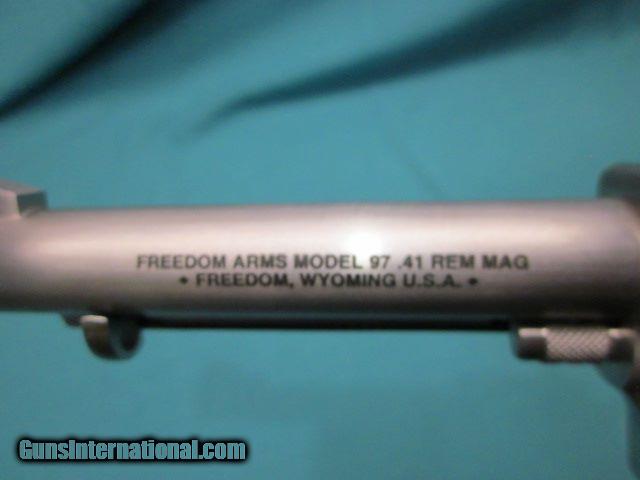 FREEDOM ARMS MODEL 97 .41 REM MAG
• FREEDOM, WYOMING U.S.A. •
GunsInternational.com